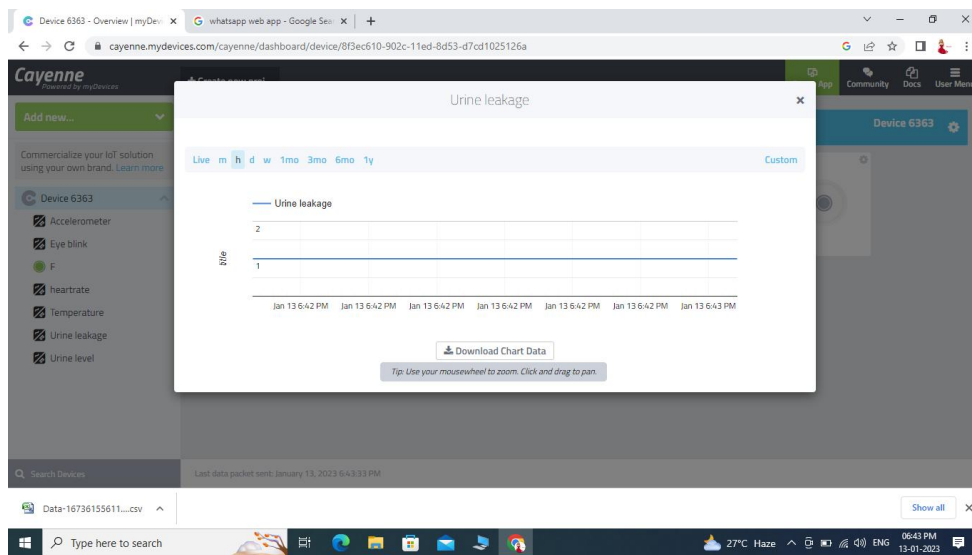 Device 6363 - Overview | myDev
whatsapp web app - Google Sear
cayenne.mydevices.com/cayenne/dashboard/device/8f3ec610-902c-11ed-8d53-d7cd1025126a
Cayenne
Powered by myDevices
+ Create new proj
App
Community
Docs
User Menu
Urine leakage
Add new...
Device 6363
Commercialize your IoT solution
using your own brand. Learn more
Live m h d w 1mo 3mo 6mo 1y
Custom
Device 6363
Accelerometer
Eye blink
F
heartrate
Temperature
Urine leakage
Urine level
Urine leakage
2
title
1
Jan 13 6:42 PM Jan 13 6:42 PM Jan 13 6:42 PM Jan 13 6:42 PM Jan 13 6:42 PM Jan 13 6:42 PM Jan 13 6:43 PM
Download Chart Data
Tip: Use your mousewheel to zoom. Click and drag to pan.
Search Devices
Last data packet sent: January 13, 2023 6:43:33 PM
Data-16736155611....csv
Show all
Type here to search
27°C Haze
ENG
06:43 PM
13-01-2023